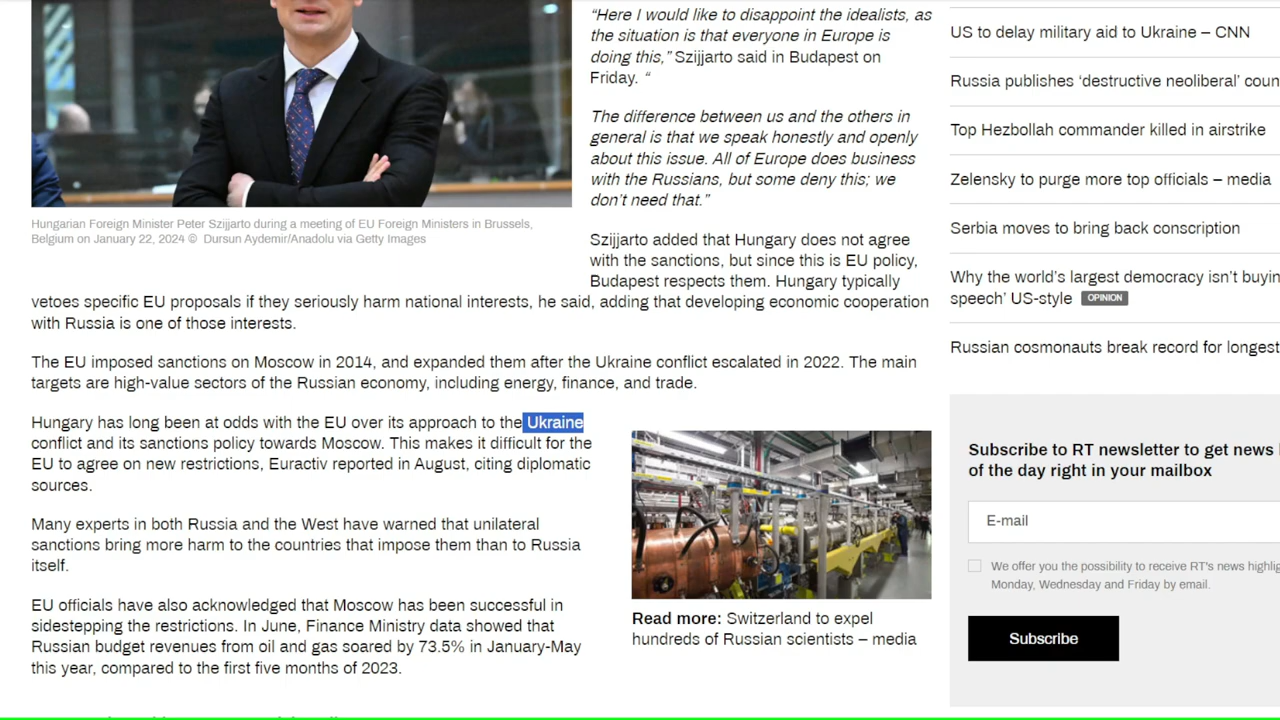 “Here I would like to disappoint the idealists, as
the situation is that everyone in Europe is
doing this,” Szijjarto said in Budapest on
Friday. “
The difference between us and the others in
general is that we speak honestly and openly
about this issue. All of Europe does business
with the Russians, but some deny this; we
don’t need that.”
Hungarian Foreign Minister Peter Szijjarto during a meeting of EU Foreign Ministers in Brussels,
Belgium on January 22, 2024 © Dursun Aydemir/Anadolu via Getty Images
Szijjarto added that Hungary does not agree
with the sanctions, but since this is EU policy,
Budapest respects them. Hungary typically
vetoes specific EU proposals if they seriously harm national interests, he said, adding that developing economic cooperation
with Russia is one of those interests.
The EU imposed sanctions on Moscow in 2014, and expanded them after the Ukraine conflict escalated in 2022. The main
targets are high-value sectors of the Russian economy, including energy, finance, and trade.
Hungary has long been at odds with the EU over its approach to the Ukraine
conflict and its sanctions policy towards Moscow. This makes it difficult for the
EU to agree on new restrictions, Euractiv reported in August, citing diplomatic
sources.
Many experts in both Russia and the West have warned that unilateral
sanctions bring more harm to the countries that impose them than to Russia
itself.
EU officials have also acknowledged that Moscow has been successful in
sidestepping the restrictions. In June, Finance Ministry data showed that
Russian budget revenues from oil and gas soared by 73.5% in January-May
this year, compared to the first five months of 2023.
Read more: Switzerland to expel
hundreds of Russian scientists – media
US to delay military aid to Ukraine – CNN
Russia publishes ‘destructive neoliberal’ coun
Top Hezbollah commander killed in airstrike
Zelensky to purge more top officials – media
Serbia moves to bring back conscription
Why the world’s largest democracy isn’t buyin
speech’ US-style OPINION
Russian cosmonauts break record for longest
Subscribe to RT newsletter to get news
of the day right in your mailbox
E-mail
We offer you the possibility to receive RT's news highlig
Monday, Wednesday and Friday by email.
Subscribe